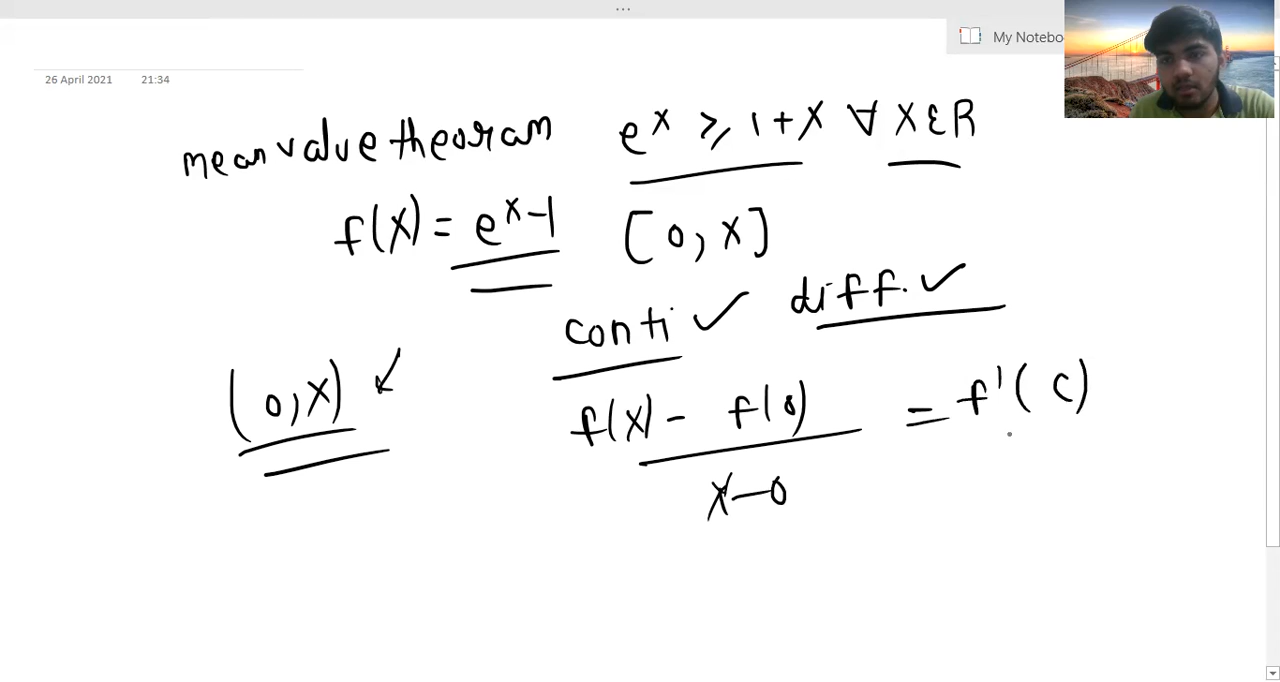 ...
My Notebo
26 April 2021 21:34
mean value theoram e^x ⩾ 1+x ∀ x ∈ R
f(x) = e^x-1 [0, x]
conti ✓ diff. ✓
(0, x) ↙
f(x) - f(0) = f'(c)
x-0